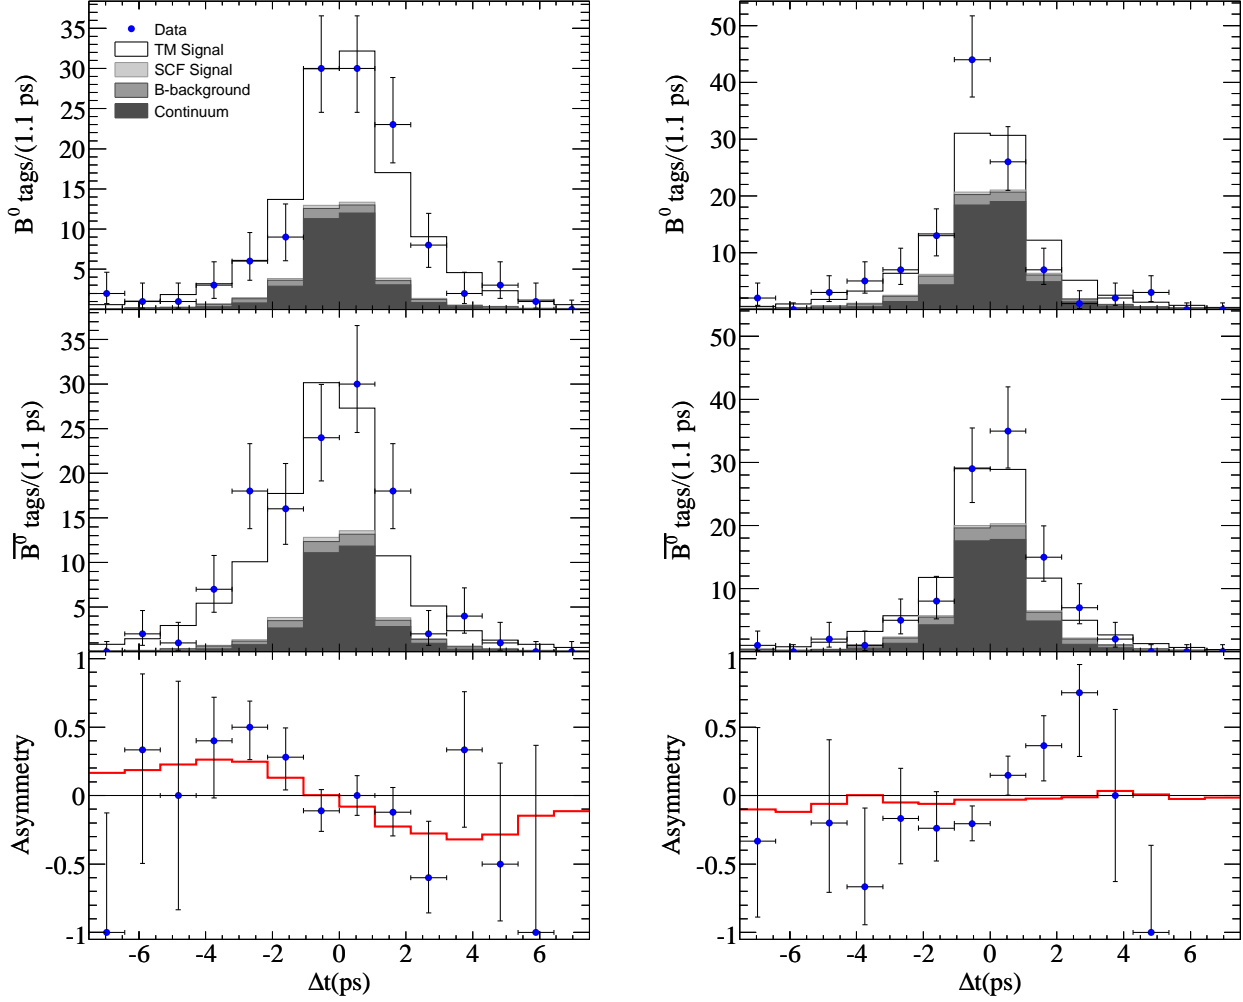 35
30
25
20
15
10
5
B⁰ tags/(1.1 ps)
Data
TM Signal
SCF Signal
B-background
Continuum
50
40
30
20
10
B⁰ tags/(1.1 ps)
35
30
25
20
15
10
5
B̅⁰ tags/(1.1 ps)
50
40
30
20
10
B̅⁰ tags/(1.1 ps)
1
0.5
0
-0.5
-1
Asymmetry
-6 -4 -2 0 2 4 6
Δt(ps)
1
0.5
0
-0.5
-1
Asymmetry
-6 -4 -2 0 2 4 6
Δt(ps)